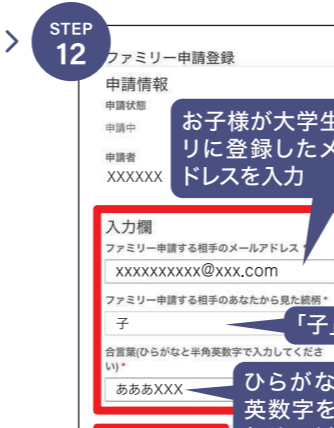 STEP
12
ファミリー申請登録
申請情報
申請状態
申請中
申請者
XXXXXX
お子様が大学生
リに登録したメ
ドレスを入力
入力欄
ファミリー申請する相手のメールアドレス *
xxxxxxxxxx@xxx.com
ファミリー申請する相手のあなたから見た続柄 *
子
「子」
合言葉(ひらがなと半角英数字で入力してくださ
い) *
あああXXX
ひらがな
英数字を